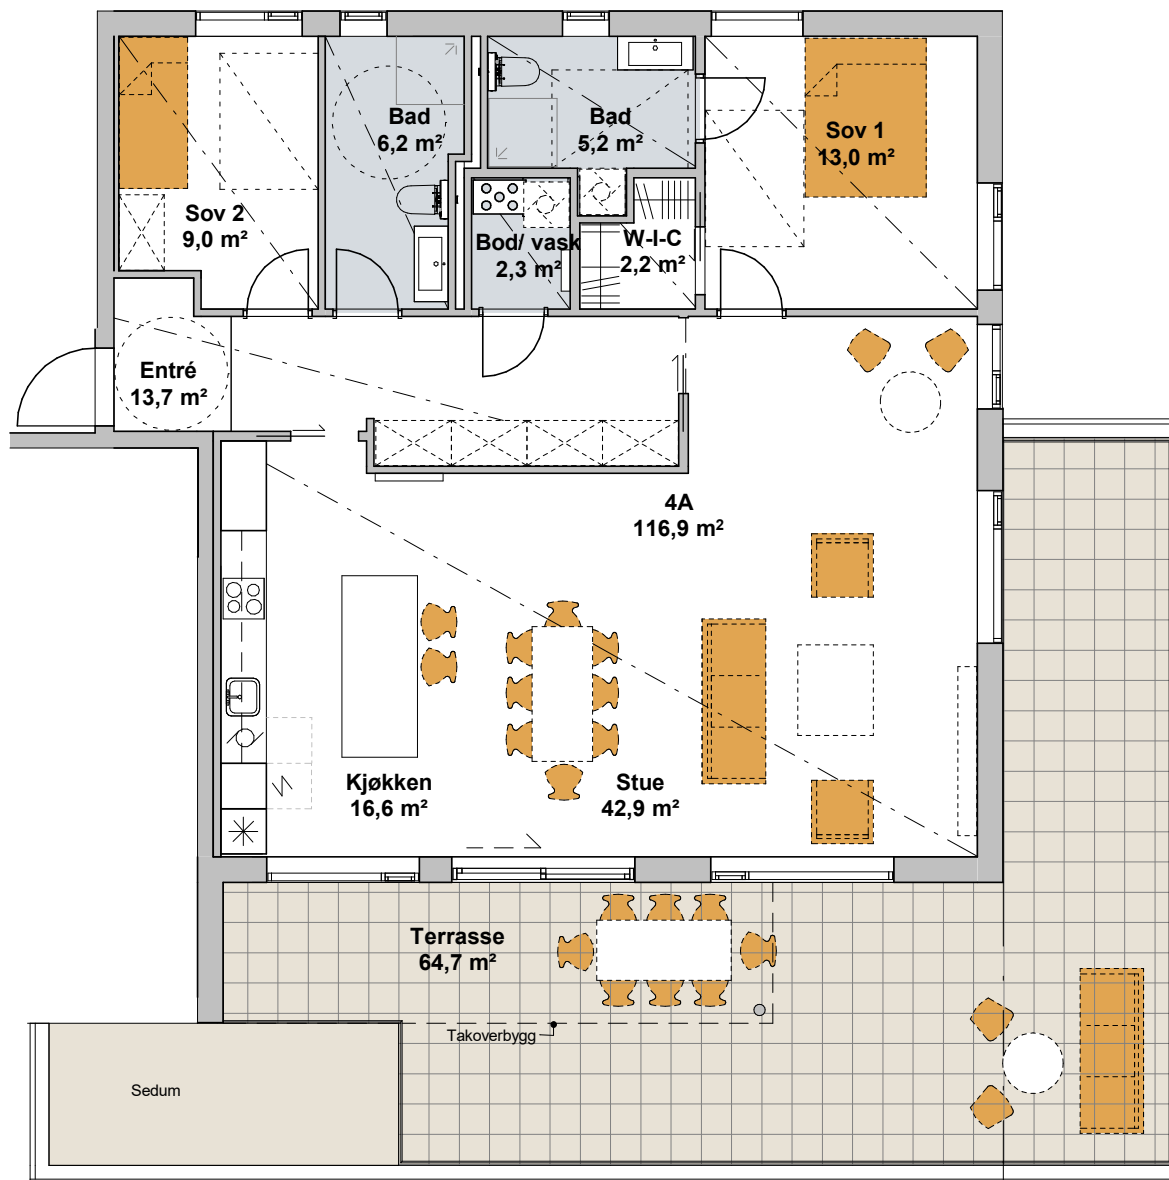 Bad
6,2 m²
Bad
5,2 m²
Sov 1
13,0 m²
Sov 2
9,0 m²
Bod/ vask
2,3 m²
W-I-C
2,2 m²
Entré
13,7 m²
4A
116,9 m²
Kjøkken
16,6 m²
Stue
42,9 m²
Terrasse
64,7 m²
Takoverbygg
Sedum